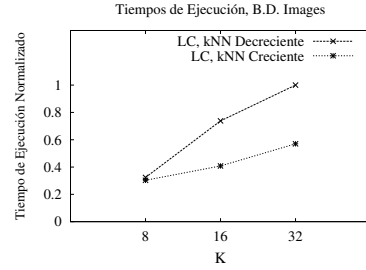 Tiempos de Ejecución, B.D. Images
LC, kNN Decreciente
LC, kNN Creciente
Tiempo de Ejecución Normalizado
1
0.8
0.6
0.4
0.2
0
8 16 32
K